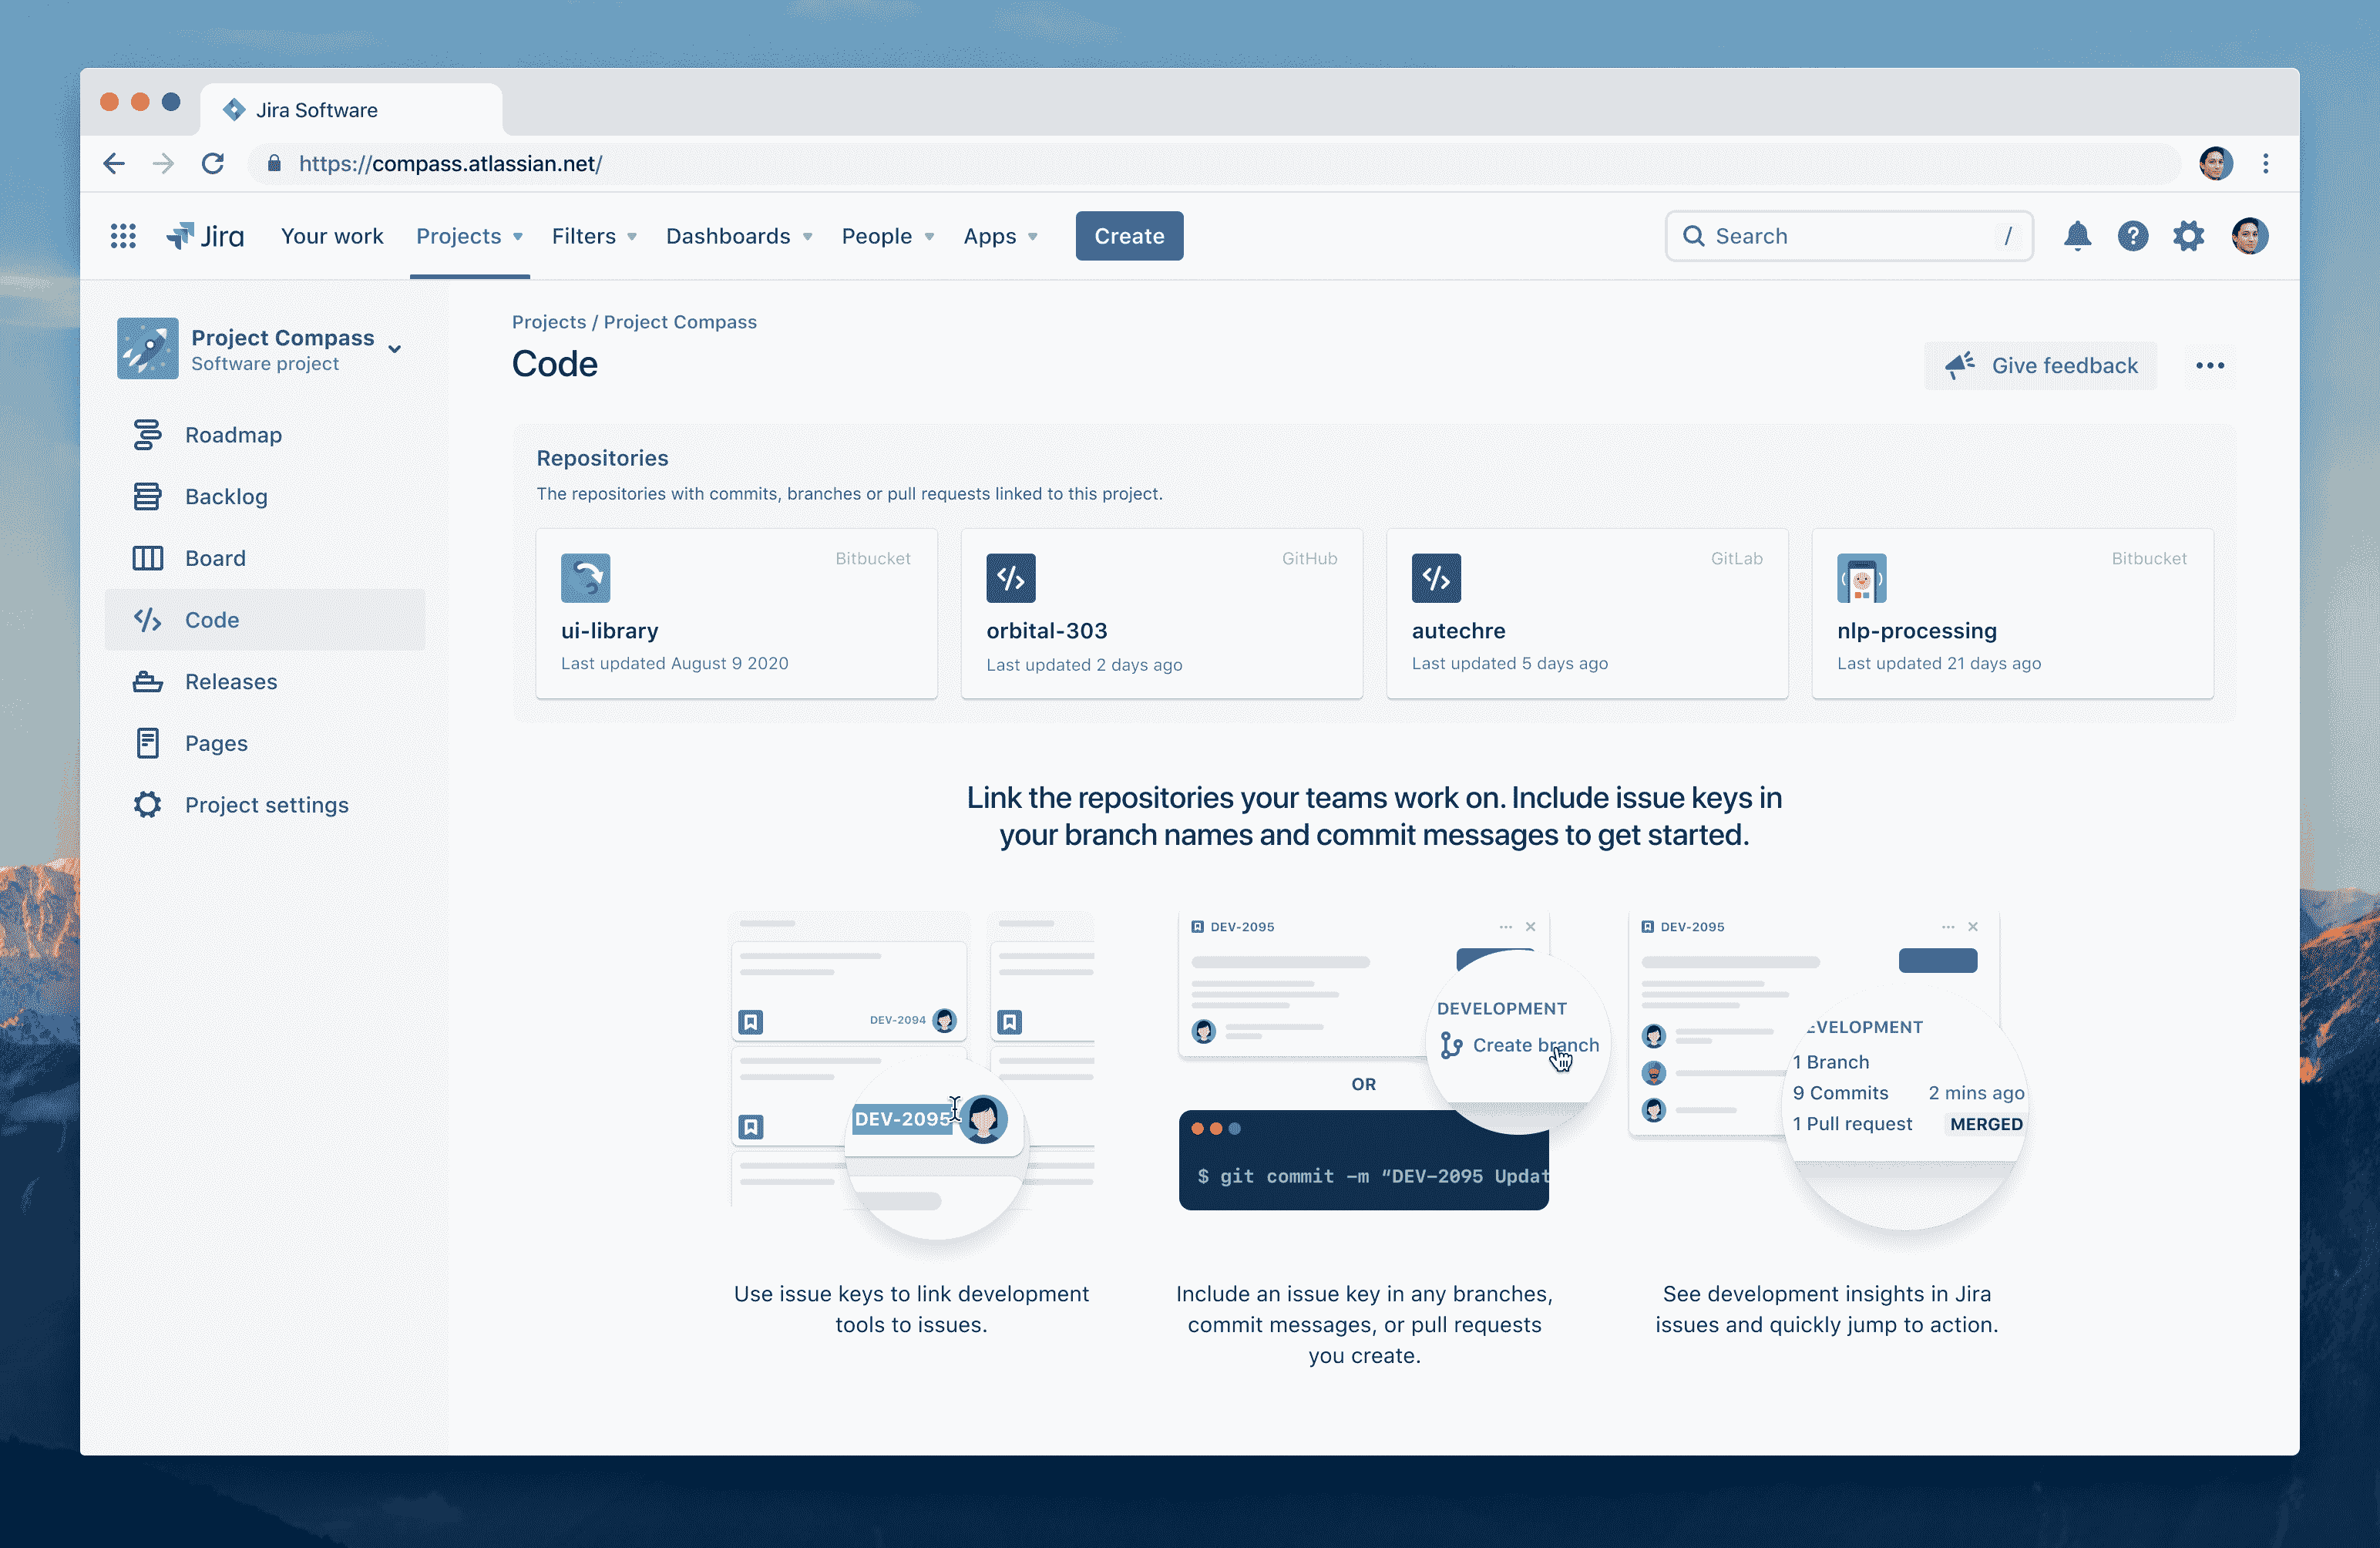 Jira Software
https://compass.atlassian.net/
Jira
Your work
Projects
Filters
Dashboards
People
Apps
Create
Search
/
Project Compass
Software project
Roadmap
Backlog
Board
Code
Releases
Pages
Project settings
Projects / Project Compass
Code
Give feedback
Repositories
The repositories with commits, branches or pull requests linked to this project.
Bitbucket
ui-library
Last updated August 9 2020
GitHub
orbital-303
Last updated 2 days ago
GitLab
autechre
Last updated 5 days ago
Bitbucket
nlp-processing
Last updated 21 days ago
Link the repositories your teams work on. Include issue keys in
your branch names and commit messages to get started.
DEV-2094
DEV-2095
Use issue keys to link development
tools to issues.
DEV-2095
DEVELOPMENT
Create branch
OR
$ git commit -m “DEV-2095 Updat
Include an issue key in any branches,
commit messages, or pull requests
you create.
DEV-2095
EVELOPMENT
1 Branch
9 Commits 2 mins ago
1 Pull request MERGED
See development insights in Jira
issues and quickly jump to action.